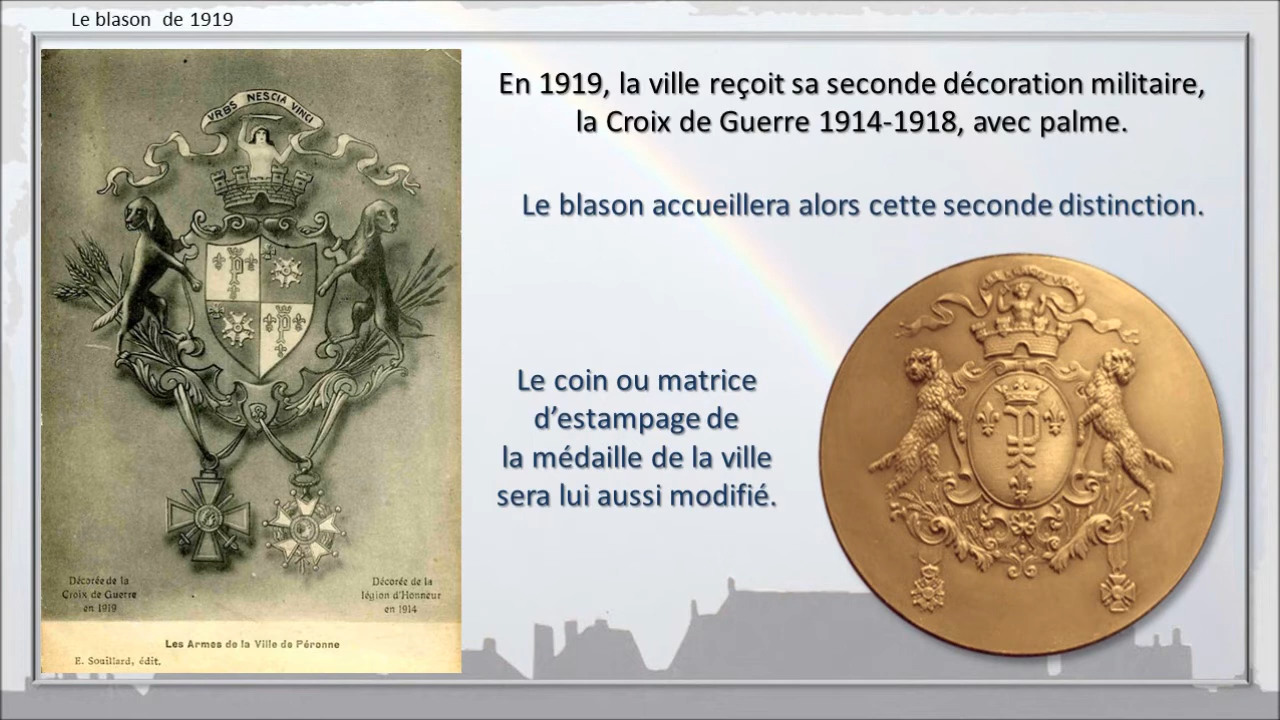 Le blason de 1919
En 1919, la ville reçoit sa seconde décoration militaire,
la Croix de Guerre 1914-1918, avec palme.
Le blason accueillera alors cette seconde distinction.
Le coin ou matrice
d’estampage de
la médaille de la ville
sera lui aussi modifié.
VRBS NESCIA VINCI
Décorée de la
Croix de Guerre
en 1919
Décorée de la
légion d'Honneur
en 1914
Les Armes de la Ville de Péronne
E. Souillard, édit.